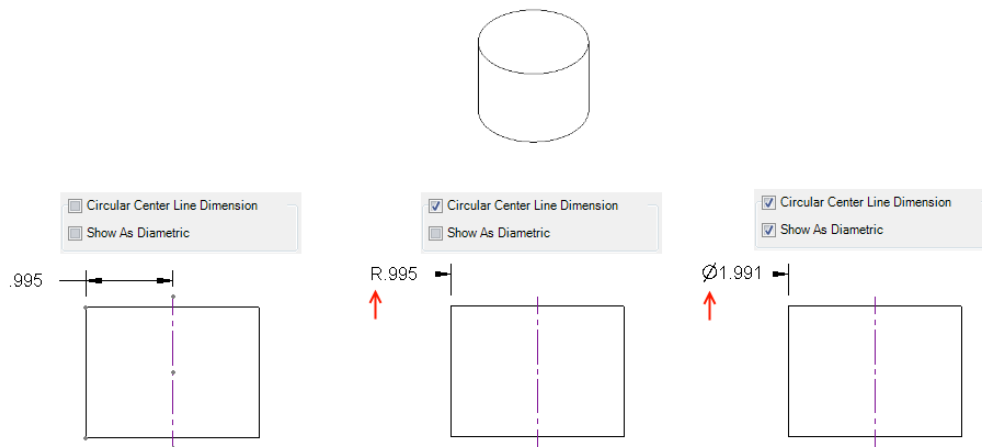 Circular Center Line Dimension
Show As Diametric
.995
Circular Center Line Dimension
Show As Diametric
R.995
Circular Center Line Dimension
Show As Diametric
Ø1.991